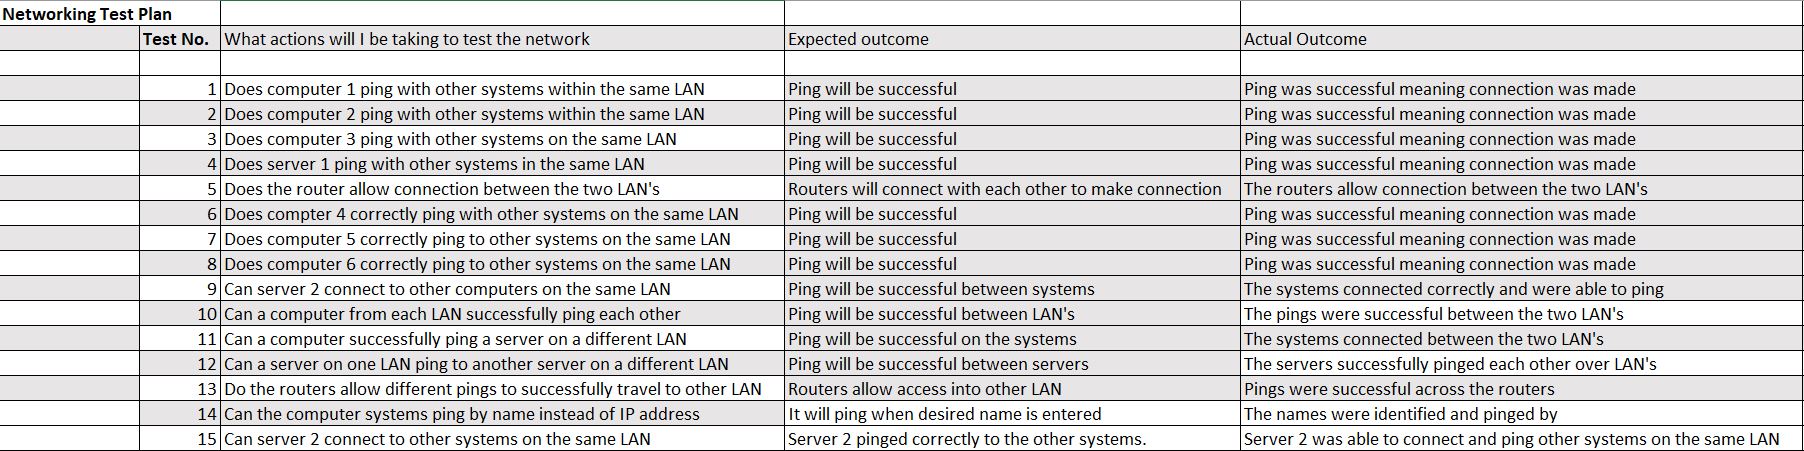 Networking Test Plan
Test No. What actions will I be taking to test the network Expected outcome Actual Outcome
1 Does computer 1 ping with other systems within the same LAN Ping will be successful Ping was successful meaning connection was made
2 Does computer 2 ping with other systems within the same LAN Ping will be successful Ping was successful meaning connection was made
3 Does computer 3 ping with other systems on the same LAN Ping will be successful Ping was successful meaning connection was made
4 Does server 1 ping with other systems in the same LAN Ping will be successful Ping was successful meaning connection was made
5 Does the router allow connection between the two LAN's Routers will connect with each other to make connection The routers allow connection between the two LAN's
6 Does compter 4 correctly ping with other systems on the same LAN Ping will be successful Ping was successful meaning connection was made
7 Does computer 5 correctly ping to other systems on the same LAN Ping will be successful Ping was successful meaning connection was made
8 Does computer 6 correctly ping to other systems on the same LAN Ping will be successful Ping was successful meaning connection was made
9 Can server 2 connect to other computers on the same LAN Ping will be successful between systems The systems connected correctly and were able to ping
10 Can a computer from each LAN successfully ping each other Ping will be successful between LAN's The pings were successful between the two LAN's
11 Can a computer successfully ping a server on a different LAN Ping will be successful on the systems The systems connected between the two LAN's
12 Can a server on one LAN ping to another server on a different LAN Ping will be successful between servers The servers successfully pinged each other over LAN's
13 Do the routers allow different pings to successfully travel to other LAN Routers allow access into other LAN Pings were successful across the routers
14 Can the computer systems ping by name instead of IP address It will ping when desired name is entered The names were identified and pinged by
15 Can server 2 connect to other systems on the same LAN Server 2 pinged correctly to the other systems. Server 2 was able to connect and ping other systems on the same LAN